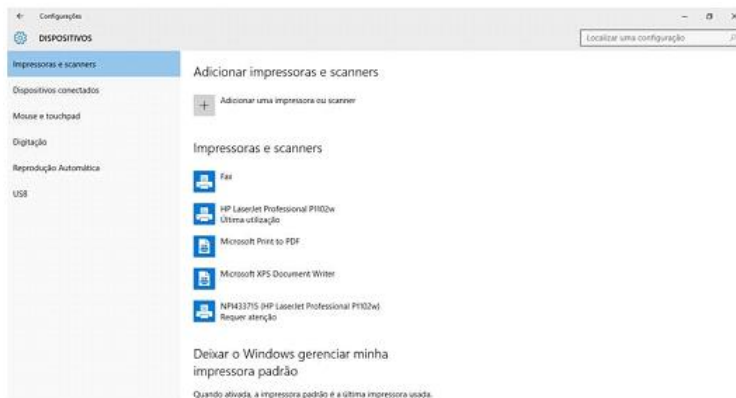 Configurações
DISPOSITIVOS
Localizar uma configuração
Impressoras e scanners
Dispositivos conectados
Mouse e touchpad
Digitação
Reprodução Automática
USB
Adicionar impressoras e scanners
Adicionar uma impressora ou scanner
Impressoras e scanners
Fax
HP LaserJet Professional P1102w
Última utilização
Microsoft Print to PDF
Microsoft XPS Document Writer
NPI433715 (HP LaserJet Professional P1102w)
Requer atenção
Deixar o Windows gerenciar minha
impressora padrão
Quando ativada, a impressora padrão é a última impressora usada.